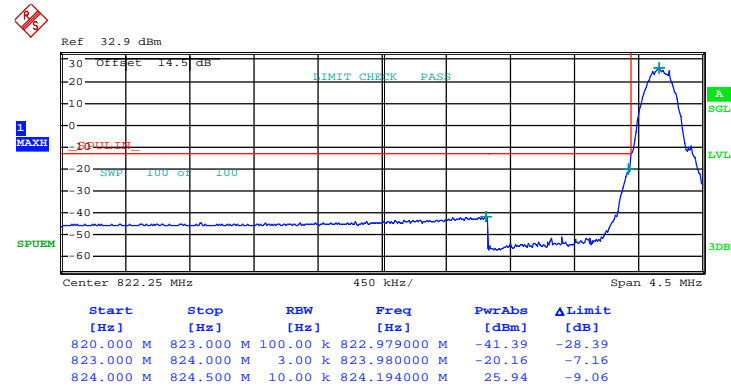 R S
Ref 32.9 dBm
Offset 14.5 dB
30
LIMIT CHECK PASS
20
A
SGL
10
0
1
MAXH
-10
_SPULIN_
LVL
-20
SWP 100 of 100
-30
-40
-50
SPUEM
3DB
-60
Center 822.25 MHz 450 kHz/ Span 4.5 MHz
Start Stop RBW Freq PwrAbs ΔLimit
[Hz] [Hz] [Hz] [Hz] [dBm] [dB]
820.000 M 823.000 M 100.00 k 822.979000 M -41.39 -28.39
823.000 M 824.000 M 3.00 k 823.980000 M -20.16 -7.16
824.000 M 824.500 M 10.00 k 824.194000 M 25.94 -9.06